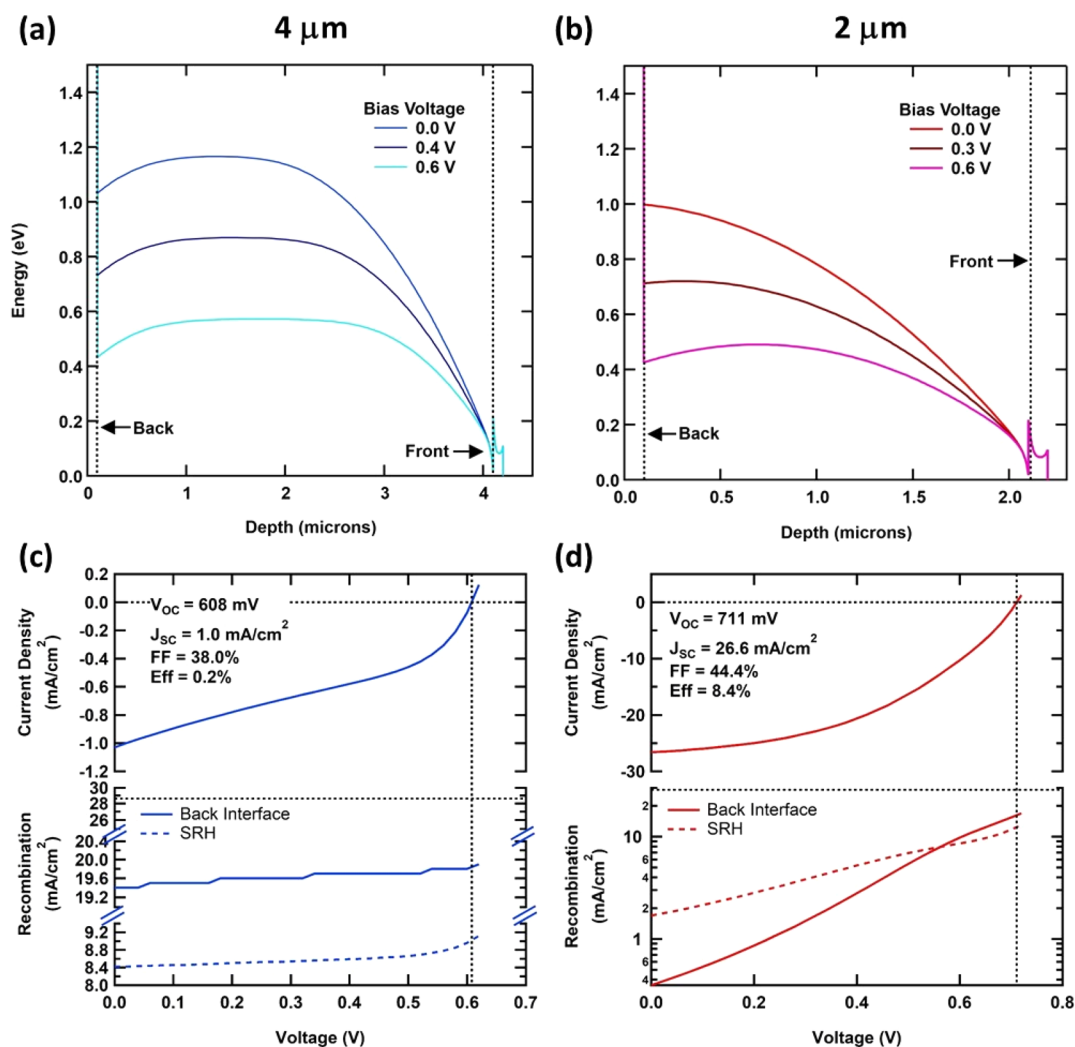 (a)
4 μm
(b)
2 μm
1.4
1.2
1.0
0.8
0.6
0.4
0.2
0.0
Energy (eV)
Bias Voltage
0.0 V
0.4 V
0.6 V
Back
Front
0
1
2
3
4
Depth (microns)
1.4
1.2
1.0
0.8
0.6
0.4
0.2
0.0
Bias Voltage
0.0 V
0.3 V
0.6 V
Front
Back
0.0
0.5
1.0
1.5
2.0
Depth (microns)
(c)
0.2
0.0
-0.2
-0.4
-0.6
-0.8
-1.0
-1.2
Current Density
(mA/cm²)
V_OC = 608 mV
J_SC = 1.0 mA/cm²
FF = 38.0%
Eff = 0.2%
30
28
26
20.4
20.0
19.6
19.2
9.2
8.8
8.4
8.0
Recombination
(mA/cm²)
Back Interface
SRH
0.0
0.1
0.2
0.3
0.4
0.5
0.6
0.7
Voltage (V)
(d)
0
-10
-20
-30
Current Density
(mA/cm²)
V_OC = 711 mV
J_SC = 26.6 mA/cm²
FF = 44.4%
Eff = 8.4%
2
10
6
4
2
1
6
4
Recombination
(mA/cm²)
Back Interface
SRH
0.0
0.2
0.4
0.6
0.8
Voltage (V)